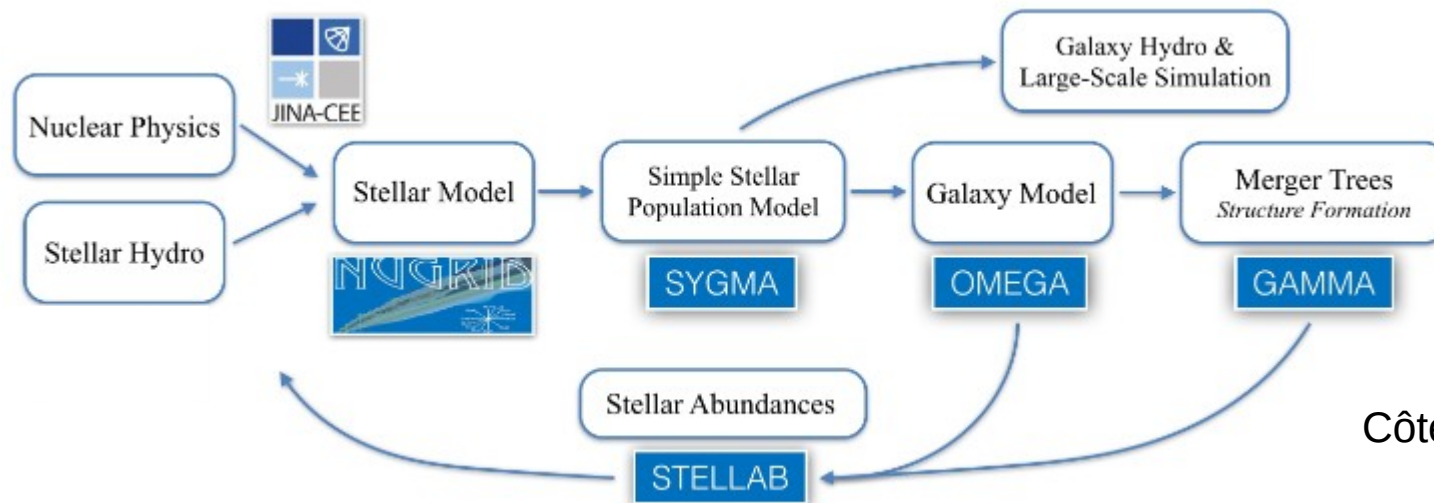 JINA-CEE
Nuclear Physics
Stellar Hydro
Stellar Model
NUGRID
Simple Stellar
Population Model
SYGMA
Galaxy Hydro &
Large-Scale Simulation
Galaxy Model
OMEGA
Merger Trees
Structure Formation
GAMMA
Stellar Abundances
STELLAB